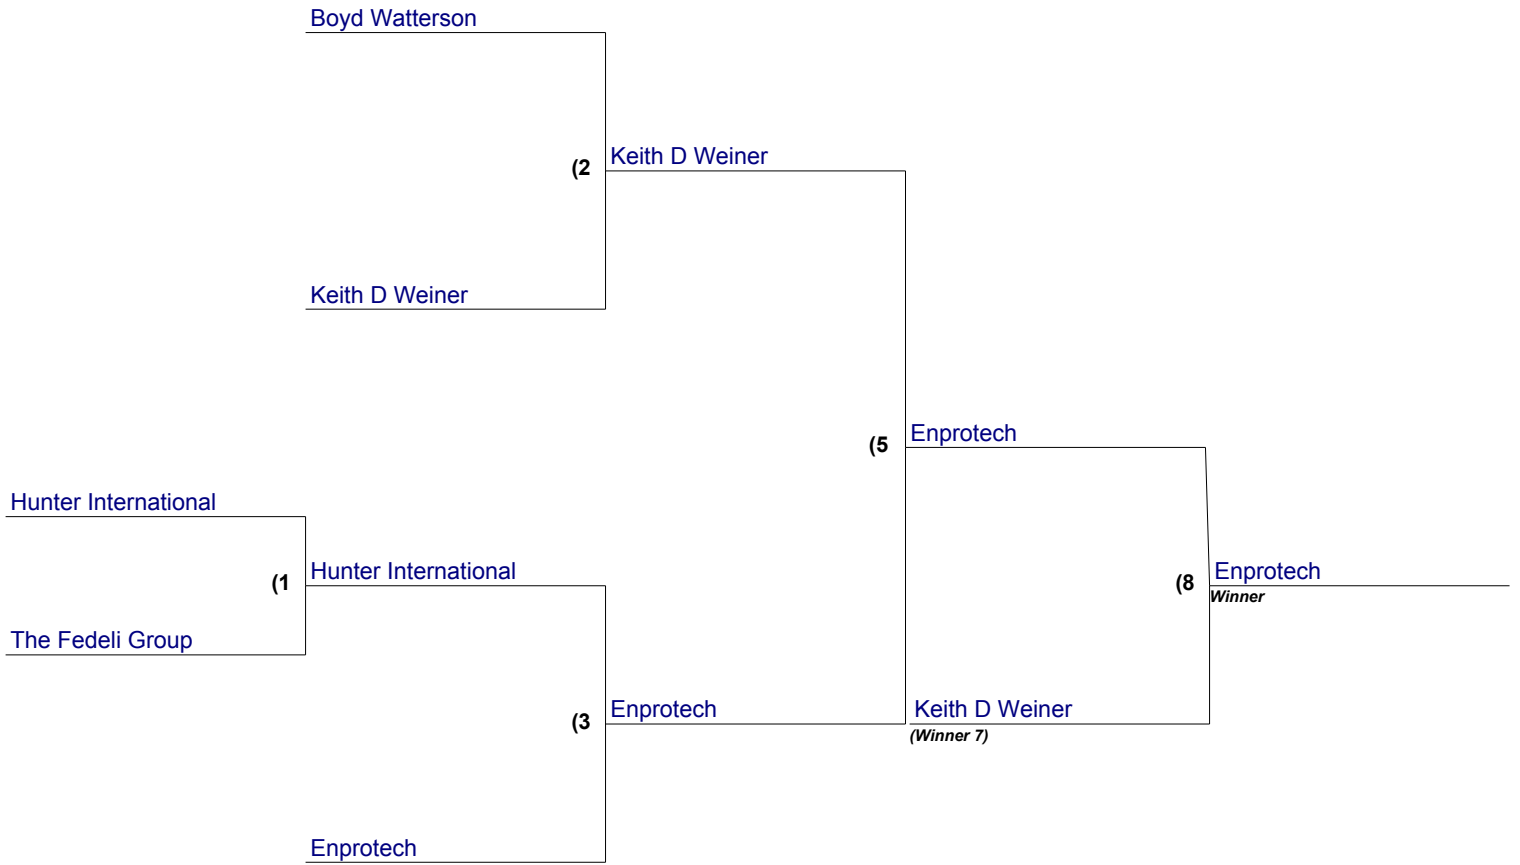 Boyd Watterson
(2
Keith D Weiner
Keith D Weiner
(5
Enprotech
Hunter International
(1
Hunter International
(8
Enprotech
Winner
The Fedeli Group
(3
Enprotech
Keith D Weiner
(Winner 7)
Enprotech